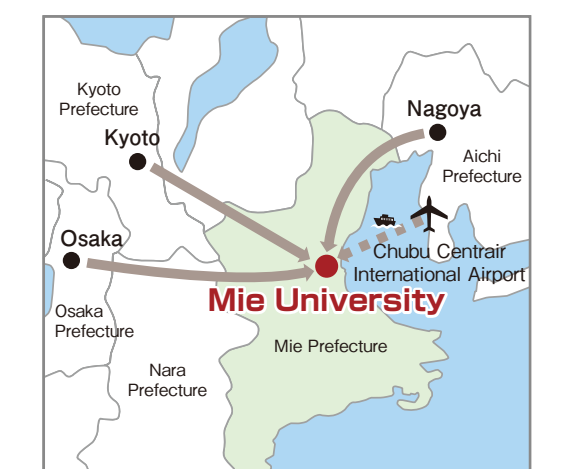 Kyoto
Prefecture
Kyoto
Nagoya
Aichi
Prefecture
Osaka
Chubu Centrair
International Airport
Mie University
Osaka
Prefecture
Mie Prefecture
Nara
Prefecture